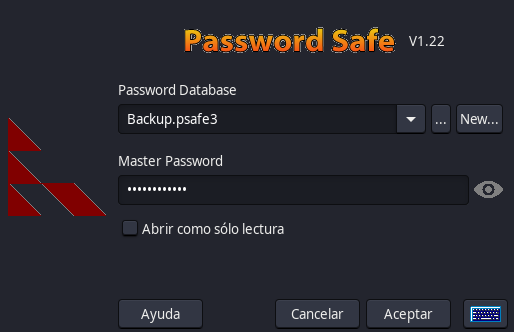 Password Safe V1.22
Password Database
Backup.psafe3
... New...
Master Password
••••••••••••
Abrir como sólo lectura
Ayuda Cancelar Aceptar